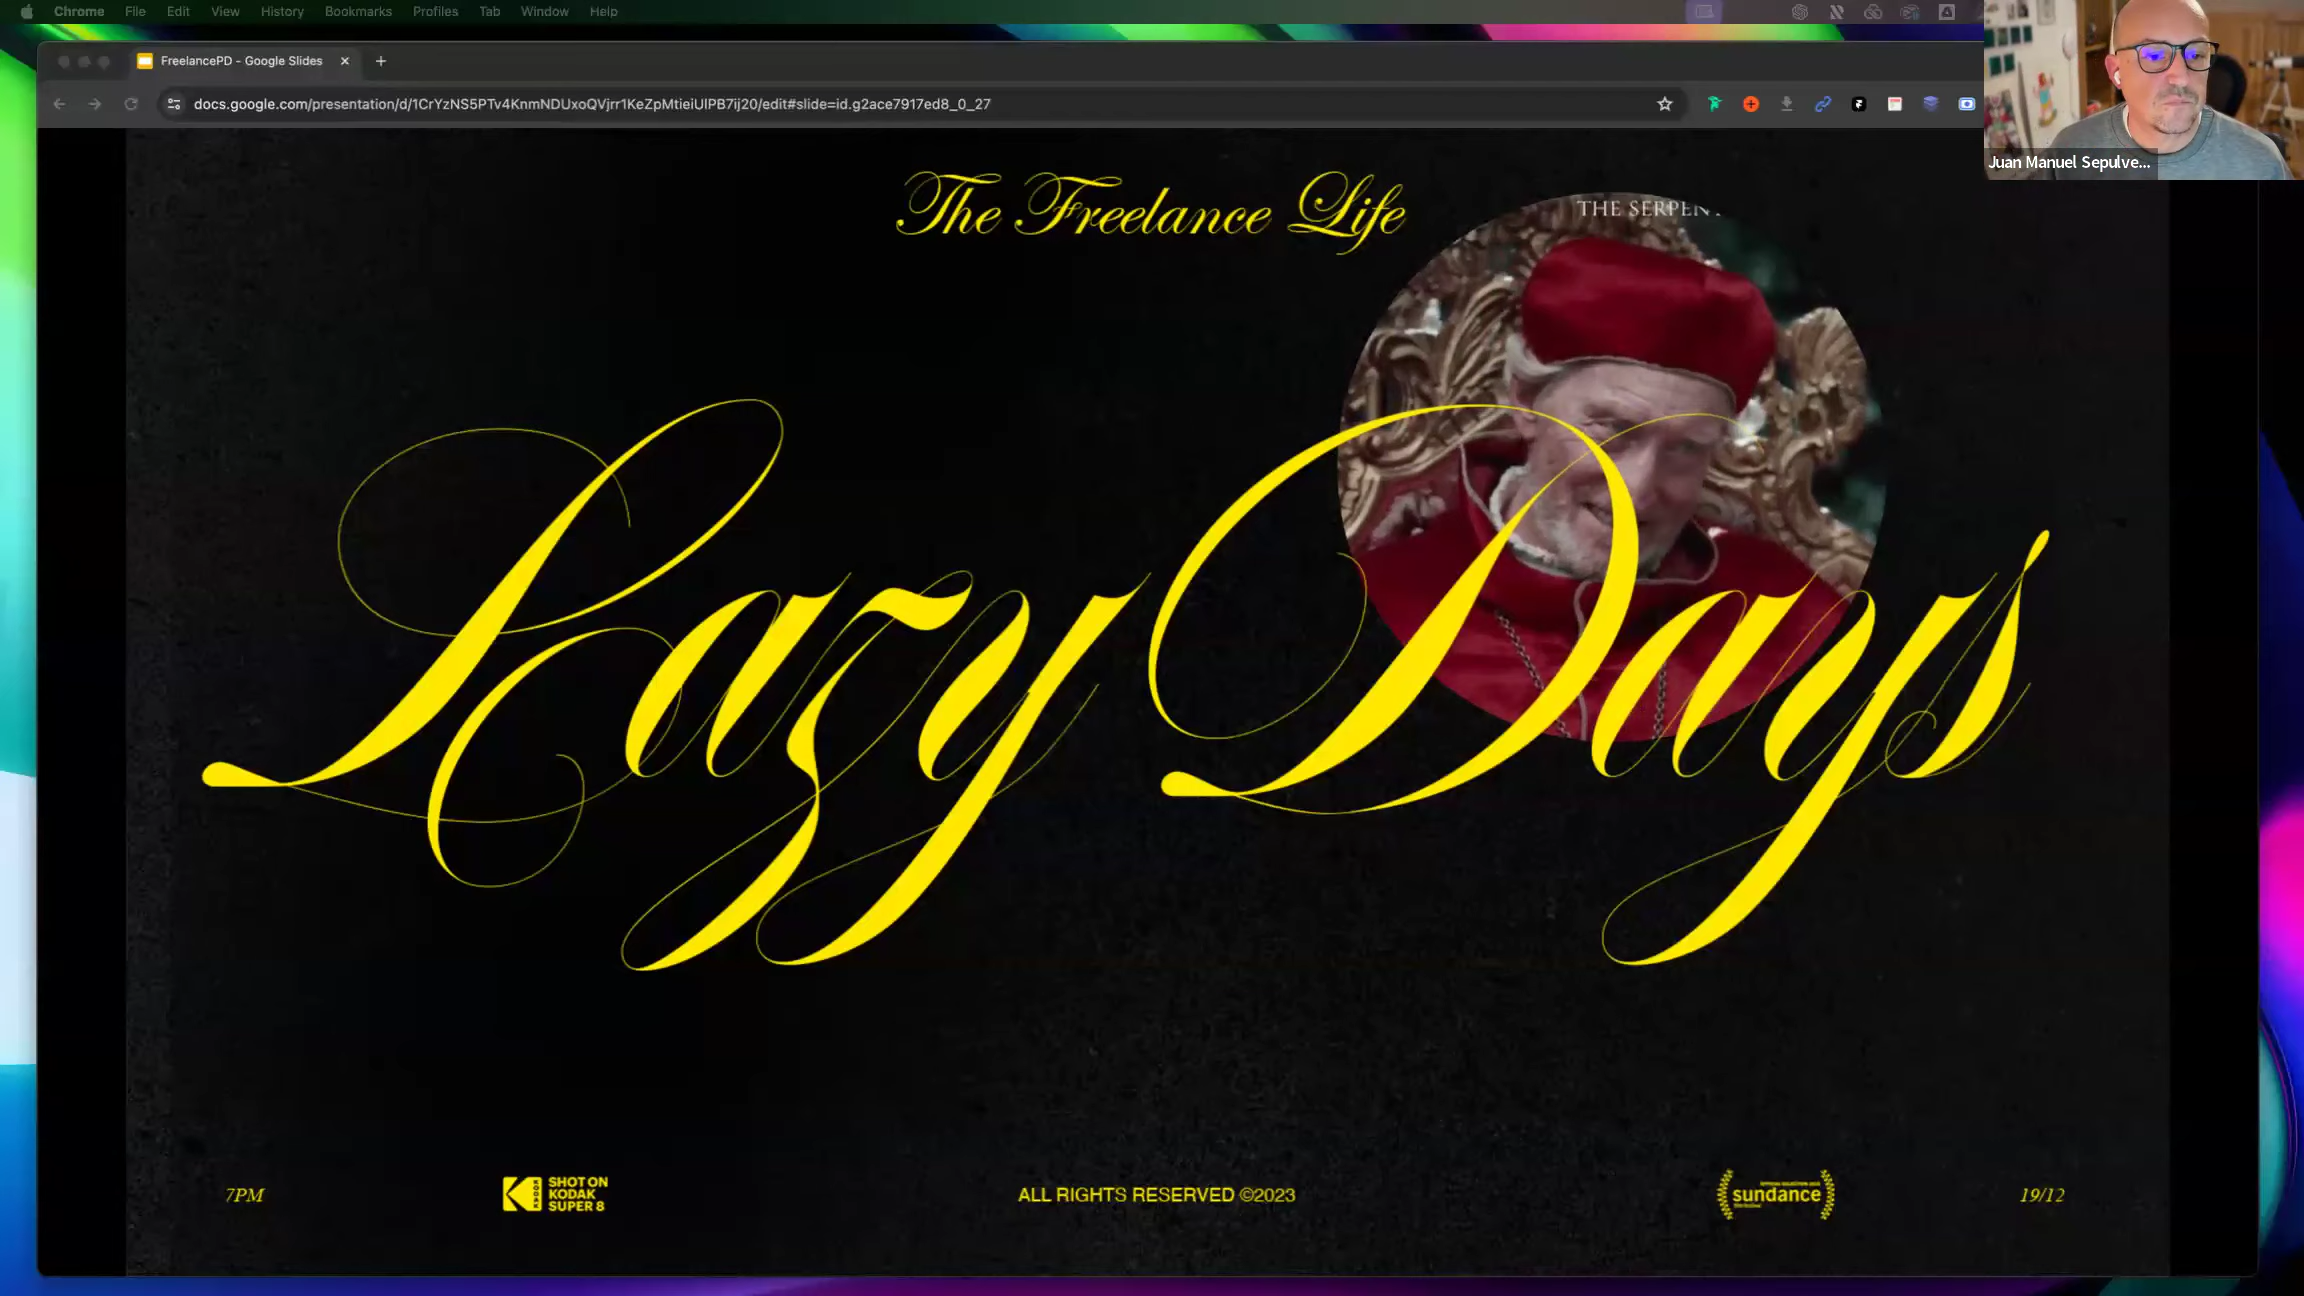 Chrome File Edit View History Bookmarks Profiles Tab Window Help
FreelancePD - Google Slides
docs.google.com/presentation/d/1CrYzNS5PTv4KnmNDUxoQVjrr1KeZpMtieiUlPB7ij20/edit#slide=id.g2ace7917ed8_0_27
Juan Manuel Sepulve...
The Freelance Life
THE SERPENT
Lazy Days
7PM
SHOT ON
KODAK
SUPER 8
ALL RIGHTS RESERVED ©2023
sundance
19/12